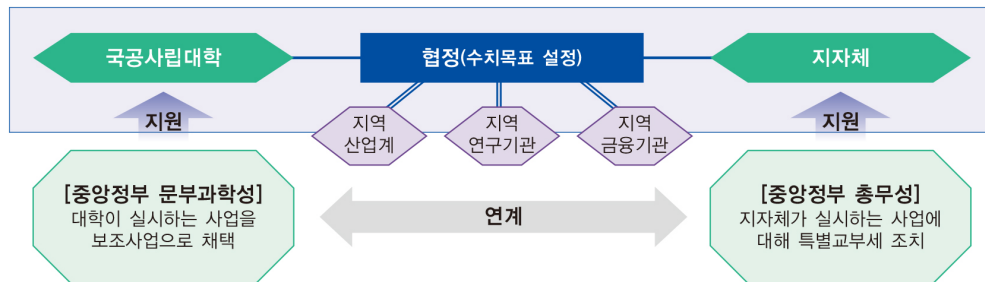 국공사립대학
협정(수치목표 설정)
지자체
지원
지역
산업계
지역
연구기관
지역
금융기관
지원
[중앙정부 문부과학성]
대학이 실시하는 사업을
보조사업으로 채택
연계
[중앙정부 총무성]
지자체가 실시하는 사업에
대해 특별교부세 조치